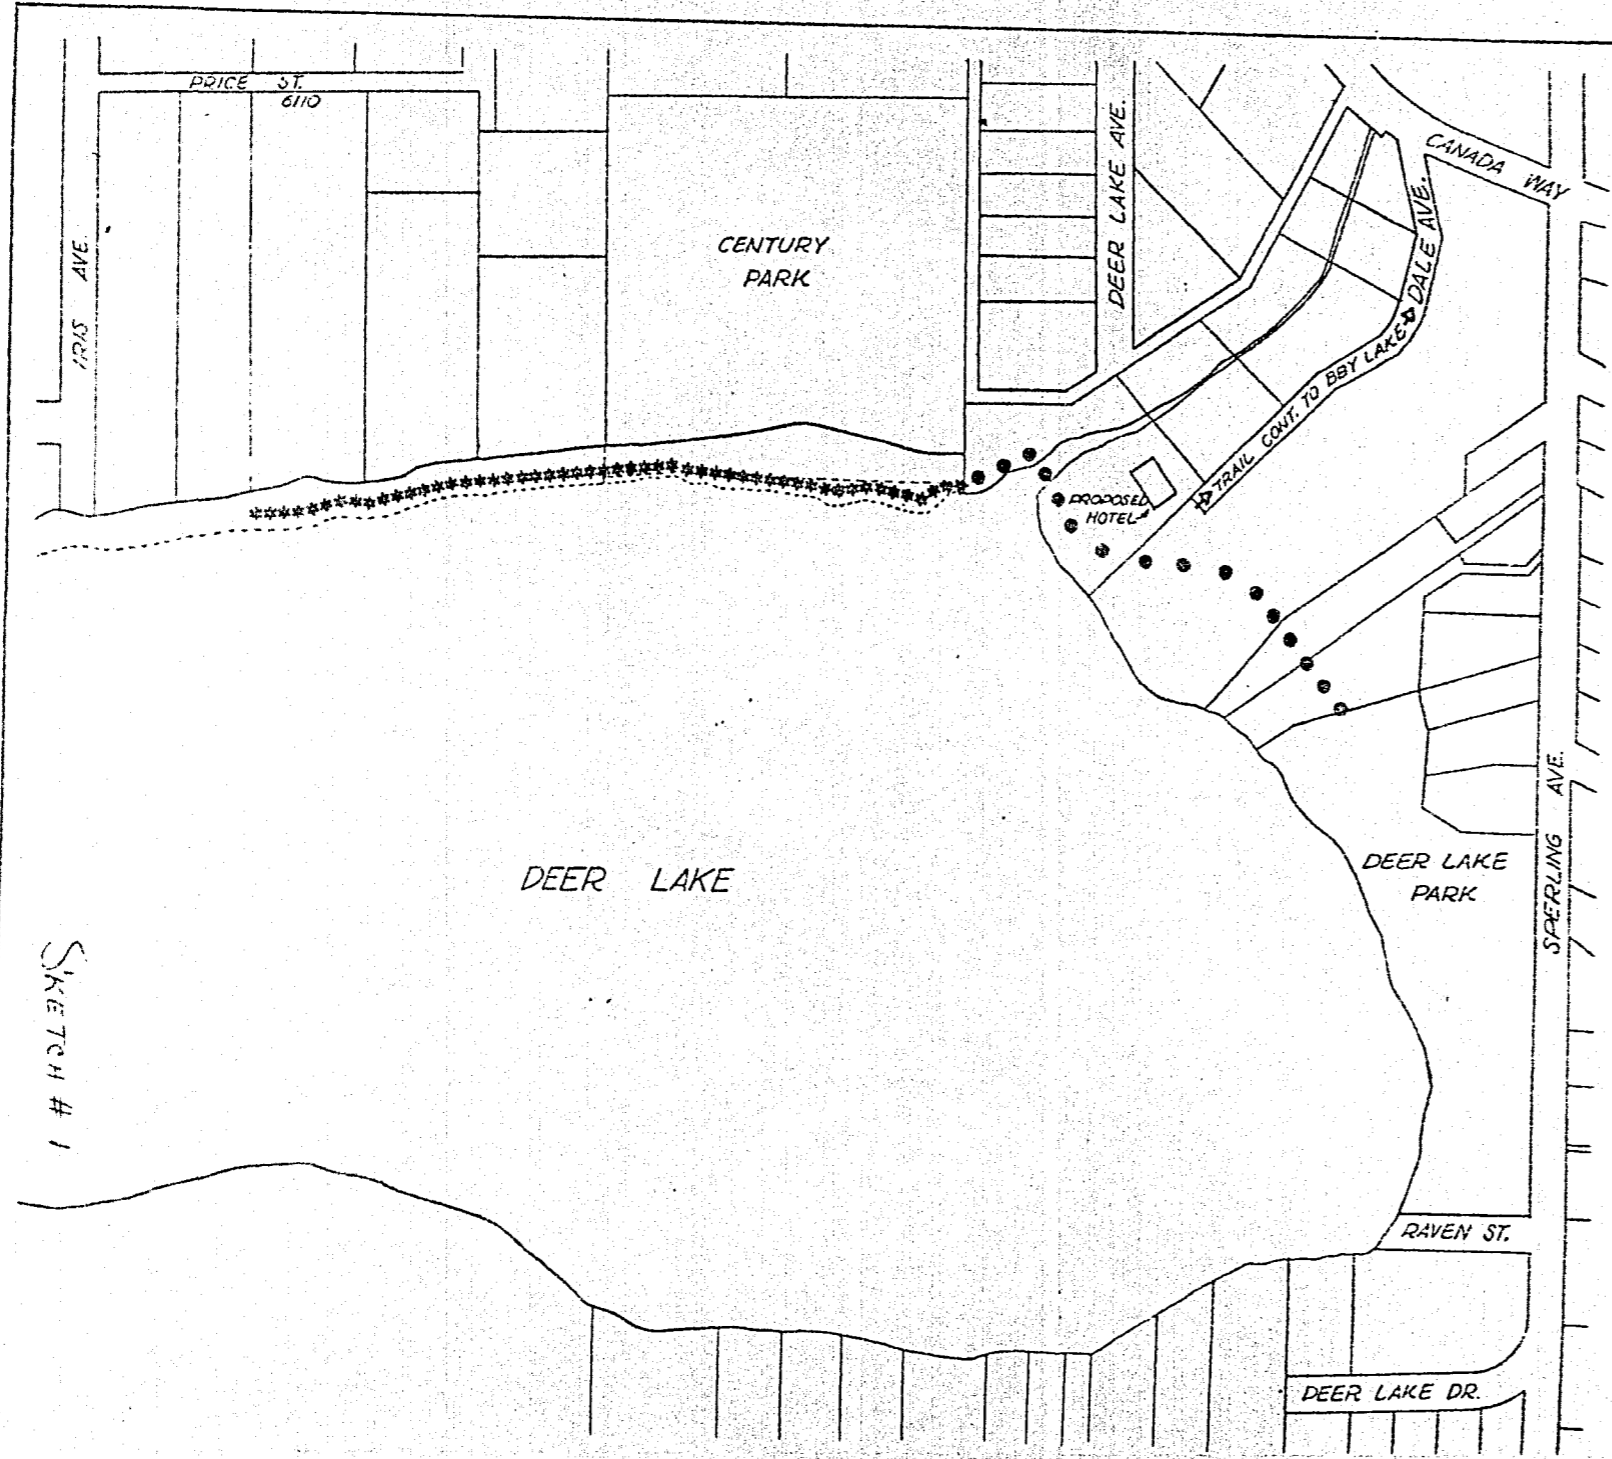 PRICE ST.
6110
CANADA WAY
IRIS AVE.
CENTURY
PARK
DEER LAKE AVE.
DALE AVE.
TRAIL CONT. TO BBY LAKE
PROPOSED
HOTEL
DEER LAKE
DEER LAKE
PARK
SPERLING AVE.
SKETCH # 1
RAVEN ST.
DEER LAKE DR.